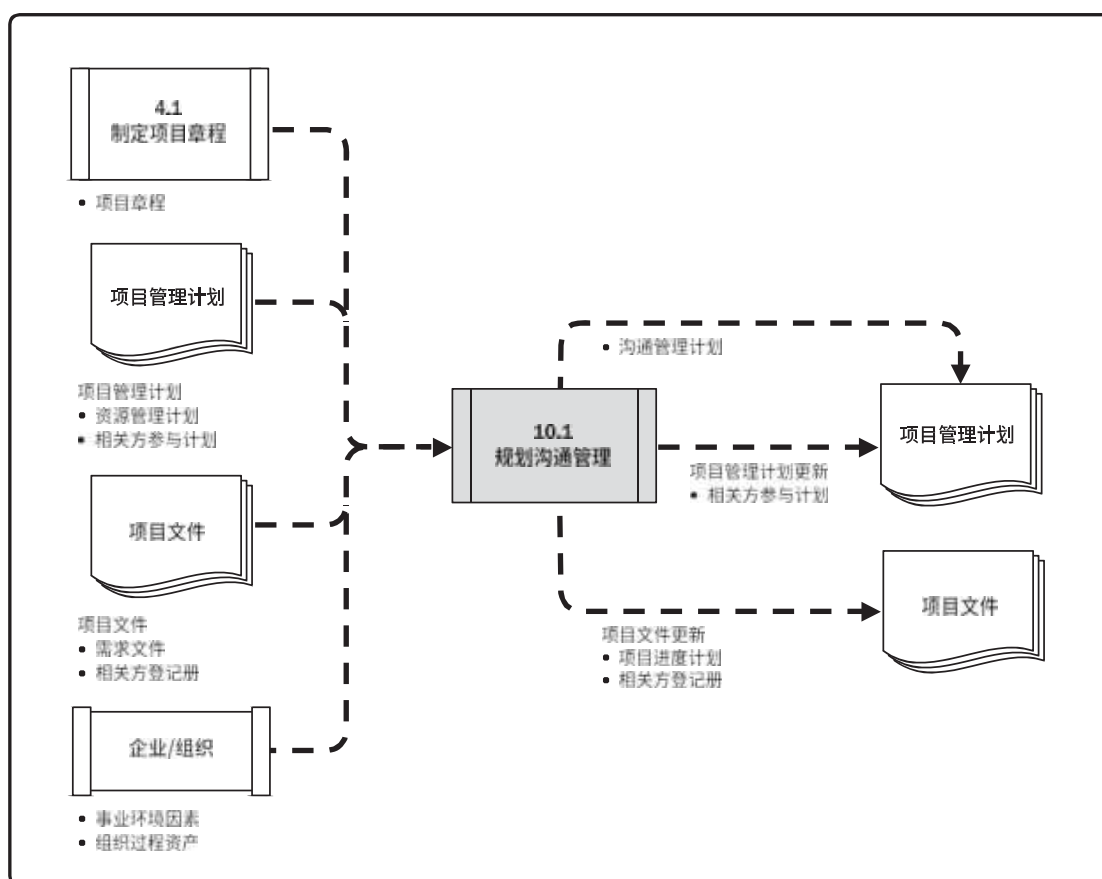 4.1
制定项目章程
• 项目章程
项目管理计划
项目管理计划
• 资源管理计划
• 相关方参与计划
项目文件
项目文件
• 需求文件
• 相关方登记册
企业/组织
• 事业环境因素
• 组织过程资产
10.1
规划沟通管理
• 沟通管理计划
项目管理计划
项目管理计划更新
• 相关方参与计划
项目文件
项目文件更新
• 项目进度计划
• 相关方登记册